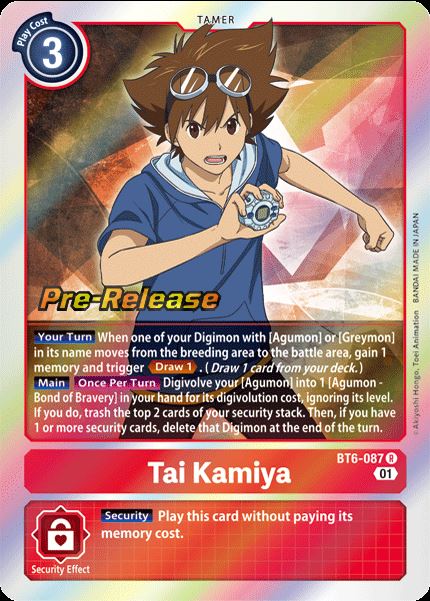 TAMER
Play Cost
3
Pre-Release
Your Turn When one of your Digimon with [Agumon] or [Greymon]
in its name moves from the breeding area to the battle area, gain 1
memory and trigger Draw 1 . (Draw 1 card from your deck.)
Main Once Per Turn Digivolve your [Agumon] into 1 [Agumon -
Bond of Bravery] in your hand for its digivolution cost, ignoring its level.
If you do, trash the top 2 cards of your security stack. Then, if you have
1 or more security cards, delete that Digimon at the end of the turn.
©Akiyoshi Hongo, Toei Animation BANDAI MADE IN JAPAN
BT6-087 R
Tai Kamiya
01
Security Play this card without paying its
memory cost.
Security Effect